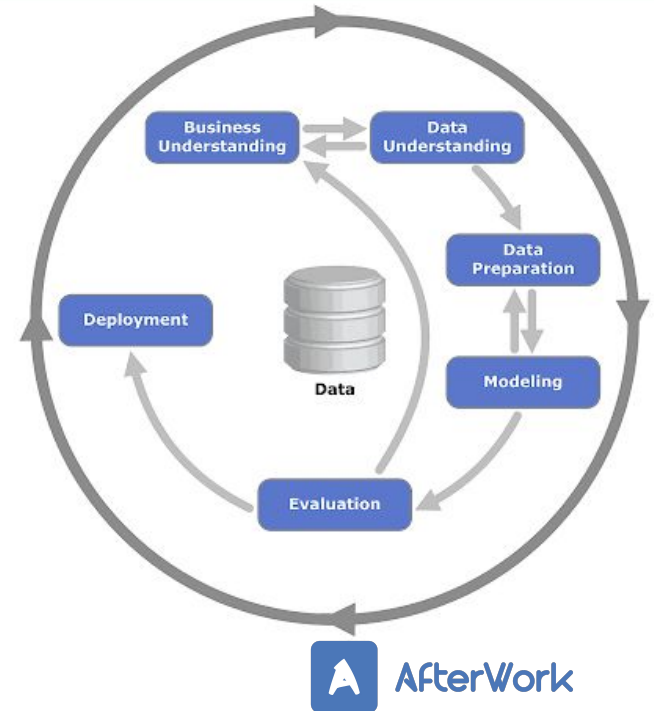 Business
Understanding
Data
Understanding
Data
Preparation
Deployment
Data
Modeling
Evaluation
AfterWork